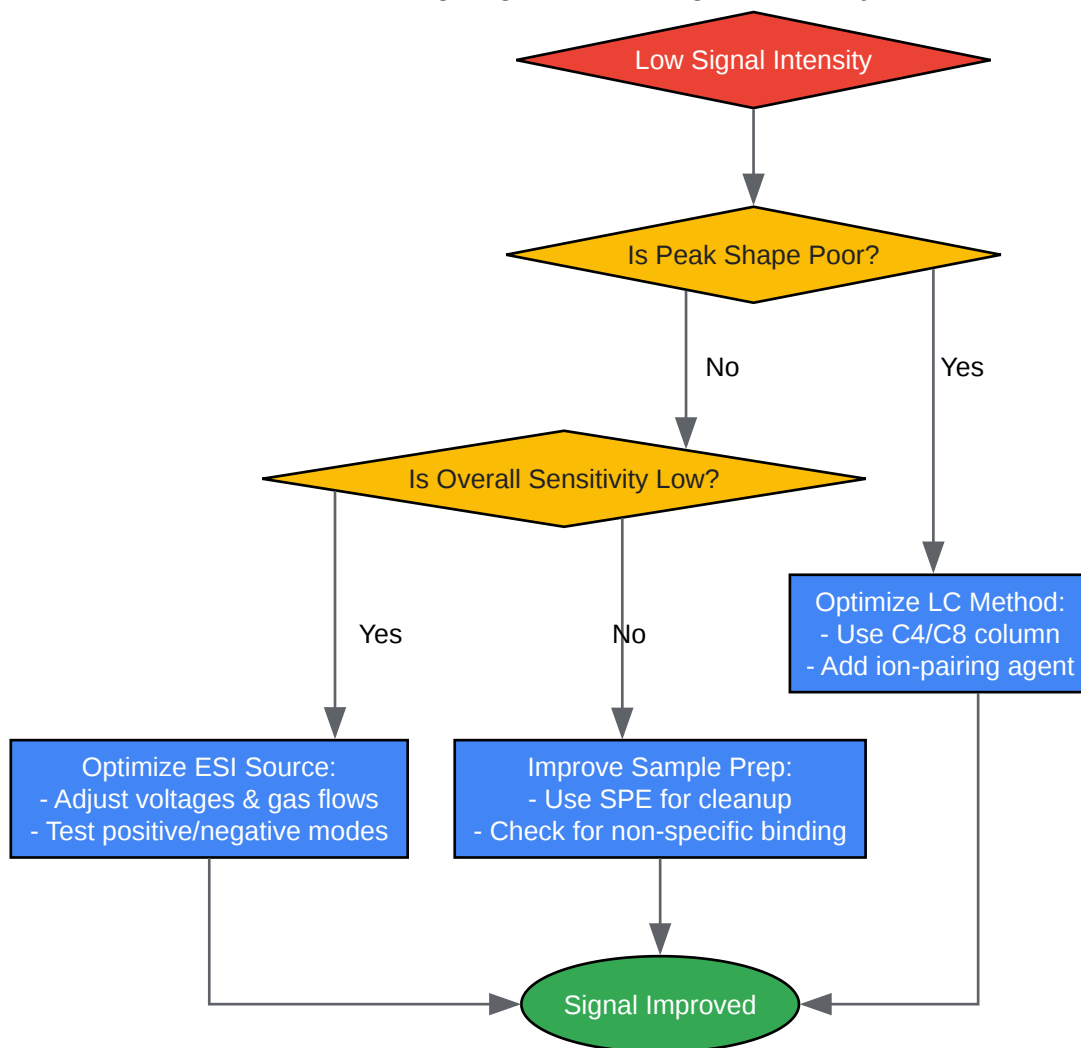 Low Signal Intensity
Is Peak Shape Poor?
No
Yes
Is Overall Sensitivity Low?
Optimize LC Method:
- Use C4/C8 column
- Add ion-pairing agent
Yes
No
Optimize ESI Source:
- Adjust voltages & gas flows
- Test positive/negative modes
Improve Sample Prep:
- Use SPE for cleanup
- Check for non-specific binding
Signal Improved